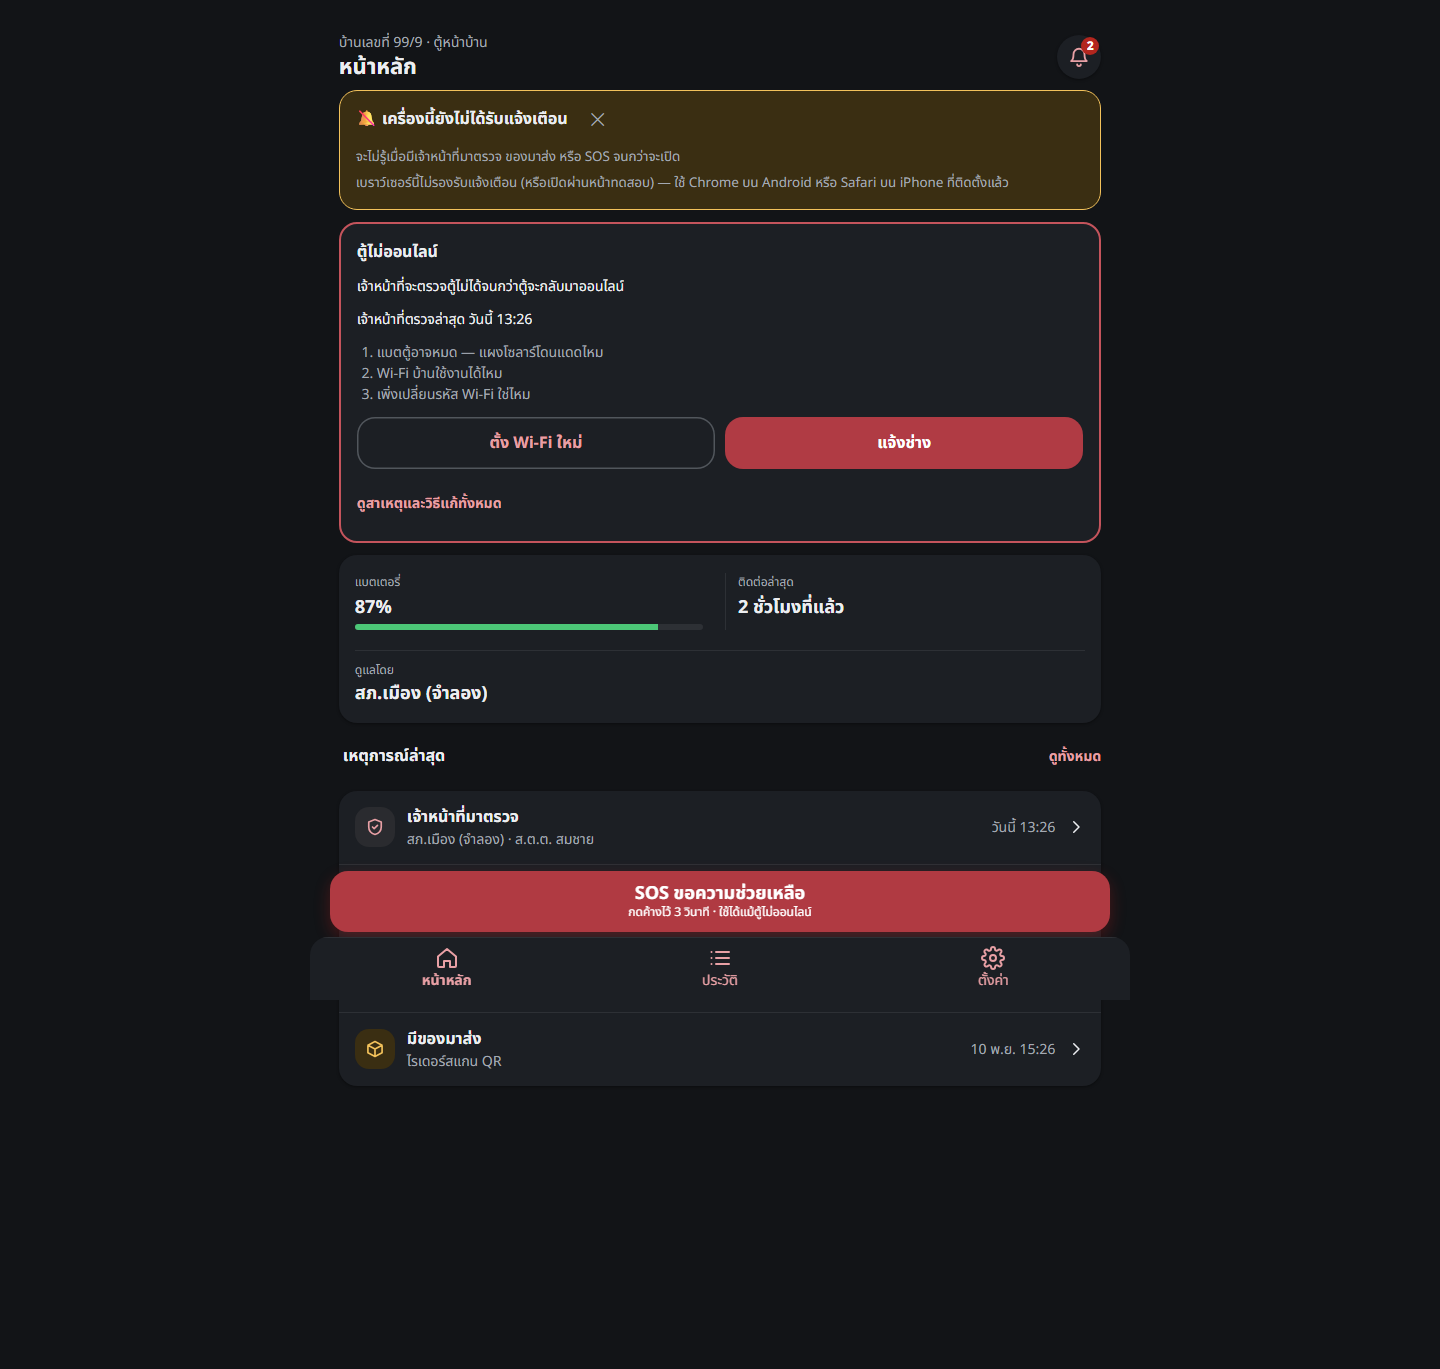 บ้านเลขที่ 99/9 · ตู้หน้าบ้าน
หน้าหลัก
2
เครื่องนี้ยังไม่ได้รับแจ้งเตือน
จะไม่รู้เมื่อมีเจ้าหน้าที่มาตรวจ ของมาส่ง หรือ SOS จนกว่าจะเปิด
เบราว์เซอร์นี้ไม่รองรับแจ้งเตือน (หรือเปิดผ่านหน้าทดสอบ) — ใช้ Chrome บน Android หรือ Safari บน iPhone ที่ติดตั้งแล้ว
ตู้ไม่ออนไลน์
เจ้าหน้าที่จะตรวจตู้ไม่ได้จนกว่าตู้จะกลับมาออนไลน์
เจ้าหน้าที่ตรวจล่าสุด วันนี้ 13:26
1. แบตตู้อาจหมด — แผงโซลาร์โดนแดดไหม
2. Wi-Fi บ้านใช้งานได้ไหม
3. เพิ่งเปลี่ยนรหัส Wi-Fi ใช่ไหม
ตั้ง Wi-Fi ใหม่
แจ้งช่าง
ดูสาเหตุและวิธีแก้ทั้งหมด
แบตเตอรี่
87%
ติดต่อล่าสุด
2 ชั่วโมงที่แล้ว
ดูแลโดย
สภ.เมือง (จำลอง)
เหตุการณ์ล่าสุด
ดูทั้งหมด
เจ้าหน้าที่มาตรวจ
สภ.เมือง (จำลอง) · ส.ต.ต. สมชาย
วันนี้ 13:26
SOS ขอความช่วยเหลือ
กดค้างไว้ 3 วินาที · ใช้ได้แม้ตู้ไม่ออนไลน์
หน้าหลัก
ประวัติ
ตั้งค่า
มีของมาส่ง
ไรเดอร์สแกน QR
10 พ.ย. 15:26